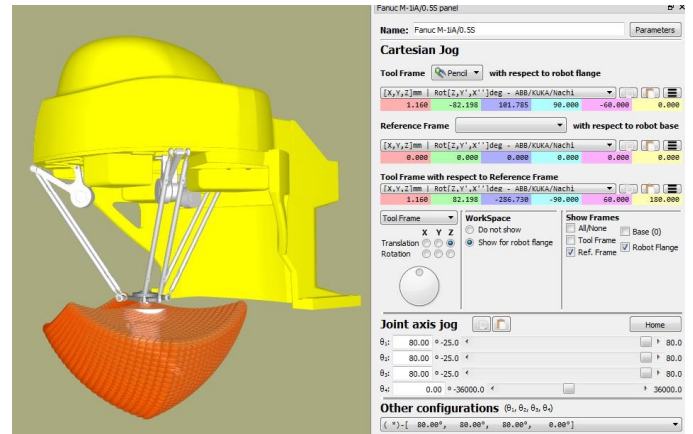 Fanuc M-1iA/0.5S panel
Name: Fanuc M-1iA/0.5S Parameters
Cartesian Jog
Tool Frame Pencil with respect to robot flange
[X,Y,Z]mm | Rot[Z,Y',X'']deg - ABB/KUKA/Nachi
1.160 -82.198 101.785 90.000 -60.000 0.000
Reference Frame with respect to robot base
[X,Y,Z]mm | Rot[Z,Y',X'']deg - ABB/KUKA/Nachi
0.000 0.000 0.000 0.000 0.000 0.000
Tool Frame with respect to Reference Frame
[X,Y,Z]mm | Rot[Z,Y',X'']deg - ABB/KUKA/Nachi
1.160 82.198 -286.730 -90.000 60.000 180.000
Tool Frame WorkSpace Show Frames
X Y Z Do not show All/None Base (0)
Translation Show for robot flange Tool Frame Robot Flange
Rotation Ref. Frame
Joint axis jog Home
θ₁: 80.00 º -25.0 80.0
θ₂: 80.00 º -25.0 80.0
θ₃: 80.00 º -25.0 80.0
θ₄: 0.00 º -36000.0 36000.0
Other configurations (θ₁, θ₂, θ₃, θ₄)
( *)-[ 80.00º, 80.00º, 80.00º, 0.00º]